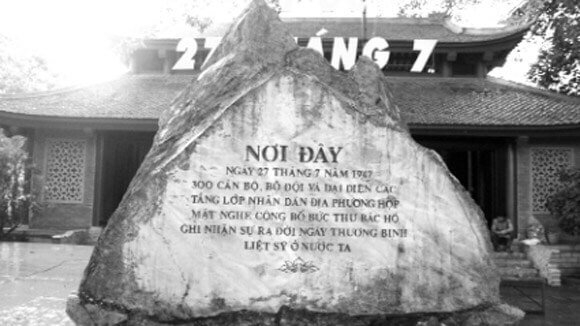 27 THÁNG 7
NƠI ĐÂY
NGÀY 27 THÁNG 7 NĂM 1947
300 CÁN BỘ, BỘ ĐỘI VÀ ĐẠI DIỆN CÁC
TẦNG LỚP NHÂN DÂN ĐỊA PHƯƠNG HỌP
MẶT NGHE CÔNG BỐ BỨC THƯ BÁC HỒ
GHI NHẬN SỰ RA ĐỜI NGÀY THƯƠNG BINH
LIỆT SỸ Ở NƯỚC TA